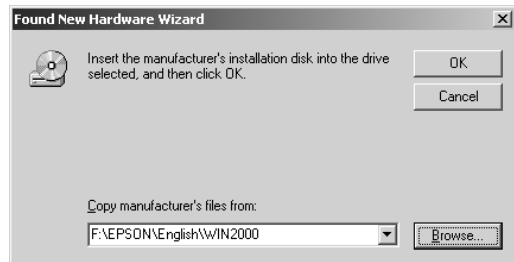 Found New Hardware Wizard
Insert the manufacturer's installation disk into the drive
selected, and then click OK.
OK
Cancel
Copy manufacturer's files from:
F:\EPSON\English\WIN2000
Browse...